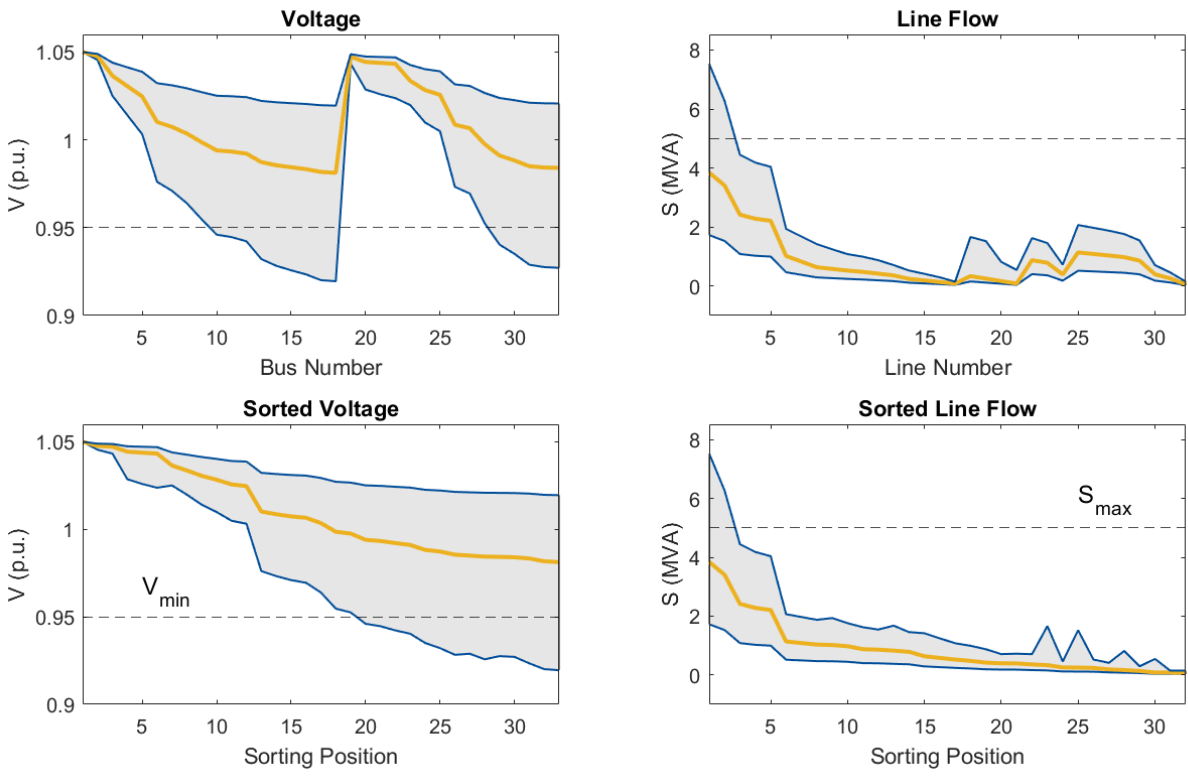 Voltage
1.05
1
0.95
0.9
V (p.u.)
5 10 15 20 25 30
Bus Number
Line Flow
8
6
4
2
0
S (MVA)
5 10 15 20 25 30
Line Number
Sorted Voltage
1.05
1
0.95
0.9
V (p.u.)
Vmin
5 10 15 20 25 30
Sorting Position
Sorted Line Flow
8
6
4
2
0
S (MVA)
Smax
5 10 15 20 25 30
Sorting Position